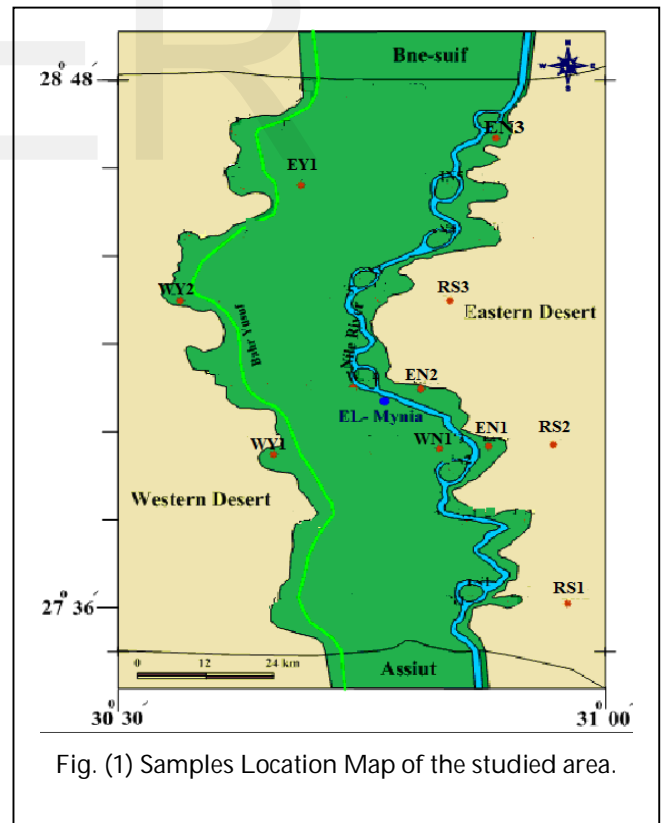 ER
Bne-suif
28° 48'
N
W E
S
EN3
EY1
WY2
RS3
Eastern Desert
Bahr Yusuf
Nile River
EN2
EL- Mynia
WN1
EN1
RS2
WY1
Western Desert
27° 36'
RS1
0 12 24 km
Assiut
30° 30'
31° 00'
Fig. (1) Samples Location Map of the studied area.